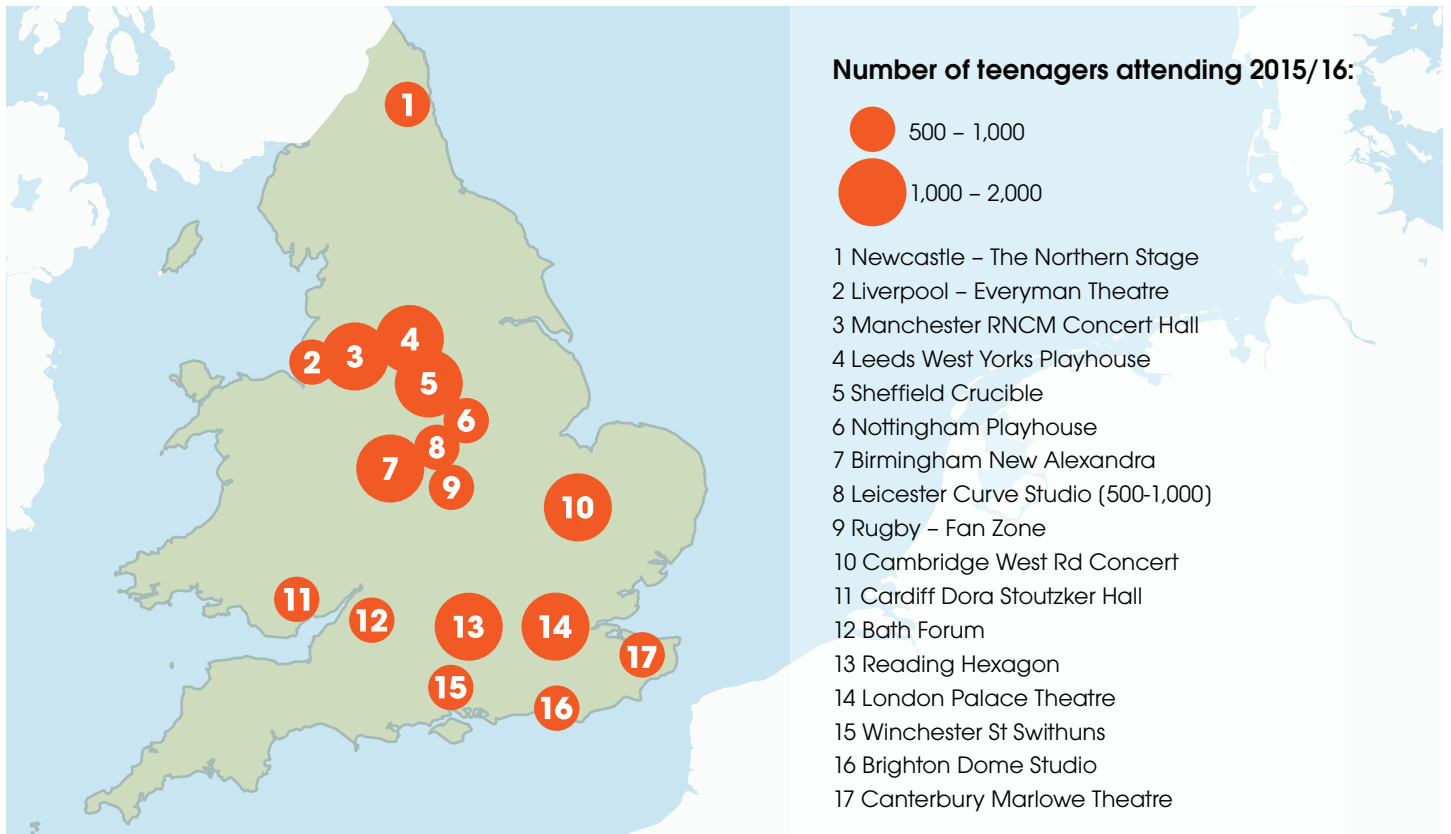 Number of teenagers attending 2015/16:
500 – 1,000
1,000 – 2,000
1 Newcastle – The Northern Stage
2 Liverpool – Everyman Theatre
3 Manchester RNCM Concert Hall
4 Leeds West Yorks Playhouse
5 Sheffield Crucible
6 Nottingham Playhouse
7 Birmingham New Alexandra
8 Leicester Curve Studio (500-1,000)
9 Rugby – Fan Zone
10 Cambridge West Rd Concert
11 Cardiff Dora Stoutzker Hall
12 Bath Forum
13 Reading Hexagon
14 London Palace Theatre
15 Winchester St Swithuns
16 Brighton Dome Studio
17 Canterbury Marlowe Theatre
1
2
3
4
5
6
7
8
9
10
11
12
13
14
15
16
17